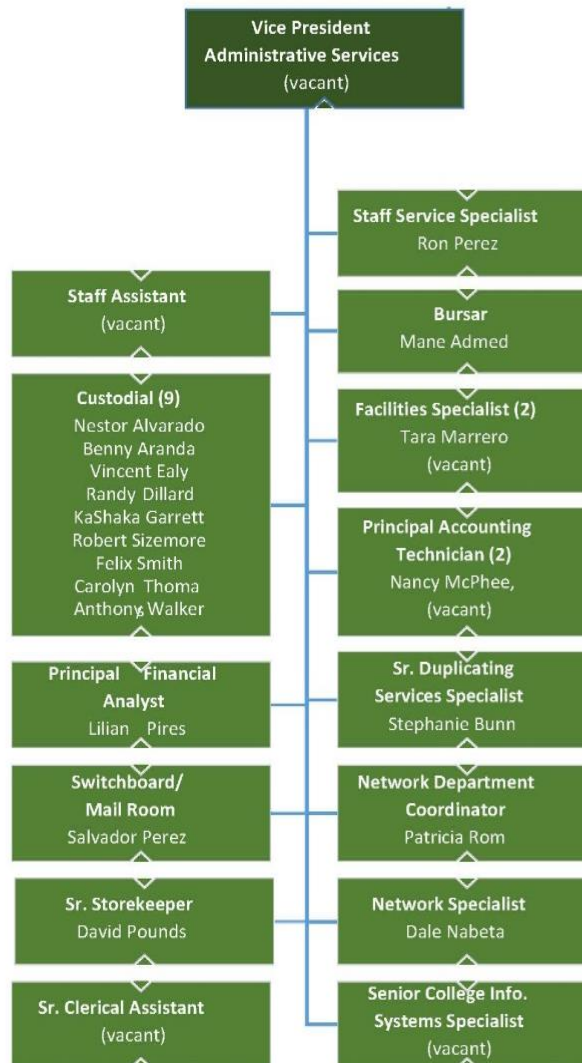 Vice President
Administrative Services
(vacant)
Staff Service Specialist
Ron Perez
Staff Assistant
(vacant)
Bursar
Mane Admed
Custodial (9)
Nestor Alvarado
Benny Aranda
Vincent Ealy
Randy Dillard
KaShaka Garrett
Robert Sizemore
Felix Smith
Carolyn Thoma
s
Anthony Walker
Facilities Specialist (2)
Tara Marrero
(vacant)
Principal Accounting
Technician (2)
Nancy McPhee,
(vacant)
Principal Financial
Analyst
Lilian Pires
Sr. Duplicating
Services Specialist
Stephanie Bunn
Switchboard/
Mail Room
Salvador Perez
Network Department
Coordinator
Patricia Rom
Sr. Storekeeper
David Pounds
Network Specialist
Dale Nabeta
Sr. Clerical Assistant
(vacant)
Senior College Info.
Systems Specialist
(vacant)